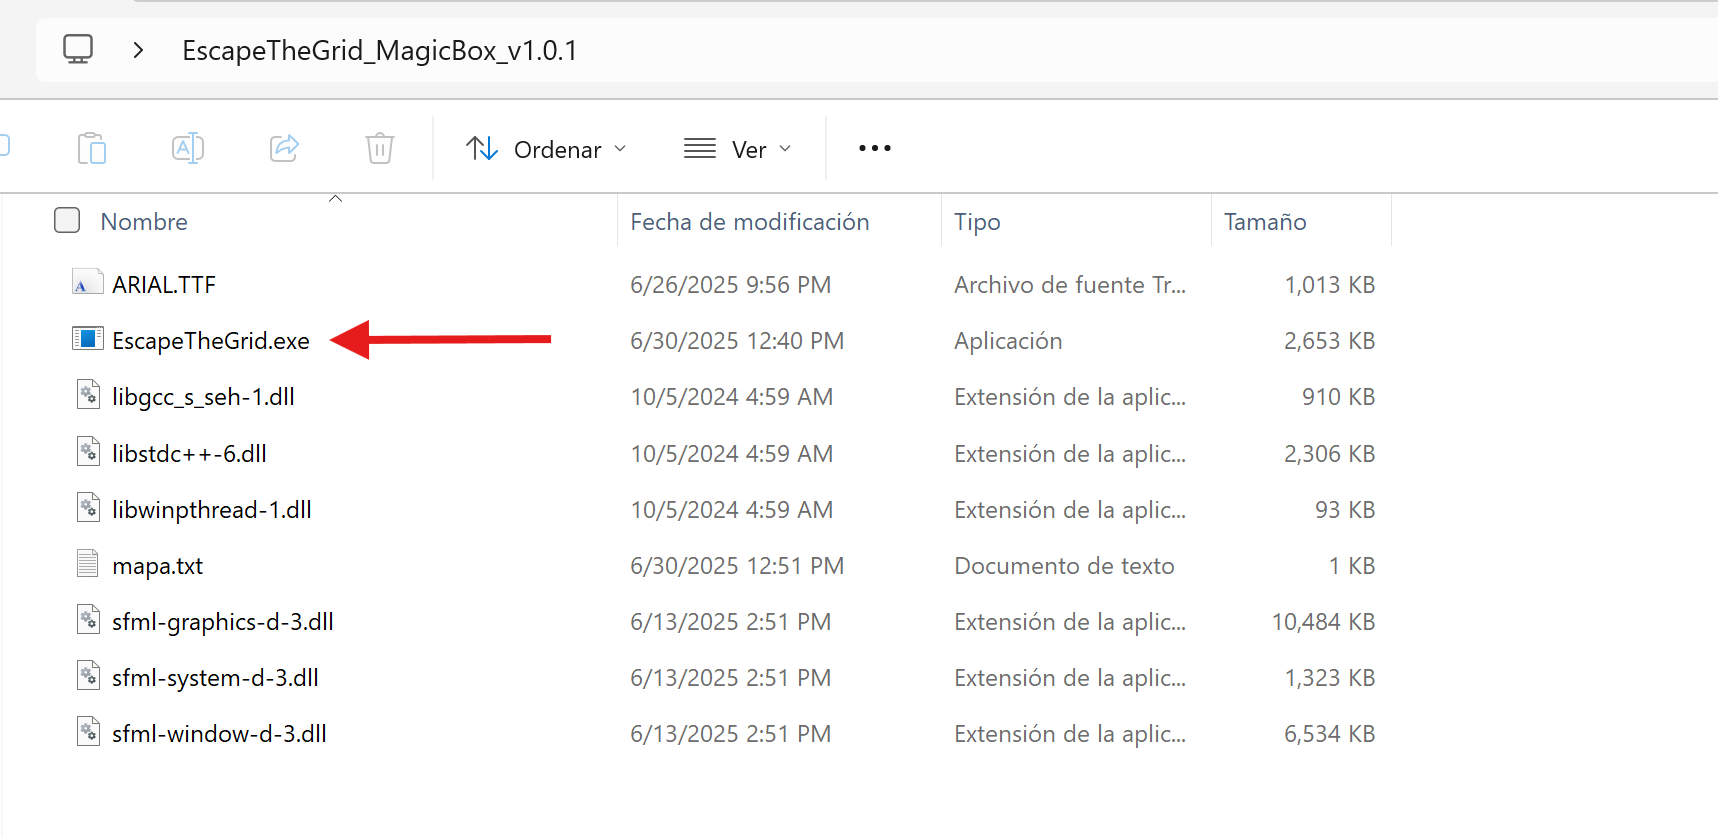 EscapeTheGrid_MagicBox_v1.0.1
Ordenar Ver
Nombre Fecha de modificación Tipo Tamaño
ARIAL.TTF 6/26/2025 9:56 PM Archivo de fuente Tr... 1,013 KB
EscapeTheGrid.exe 6/30/2025 12:40 PM Aplicación 2,653 KB
libgcc_s_seh-1.dll 10/5/2024 4:59 AM Extensión de la aplic... 910 KB
libstdc++-6.dll 10/5/2024 4:59 AM Extensión de la aplic... 2,306 KB
libwinpthread-1.dll 10/5/2024 4:59 AM Extensión de la aplic... 93 KB
mapa.txt 6/30/2025 12:51 PM Documento de texto 1 KB
sfml-graphics-d-3.dll 6/13/2025 2:51 PM Extensión de la aplic... 10,484 KB
sfml-system-d-3.dll 6/13/2025 2:51 PM Extensión de la aplic... 1,323 KB
sfml-window-d-3.dll 6/13/2025 2:51 PM Extensión de la aplic... 6,534 KB